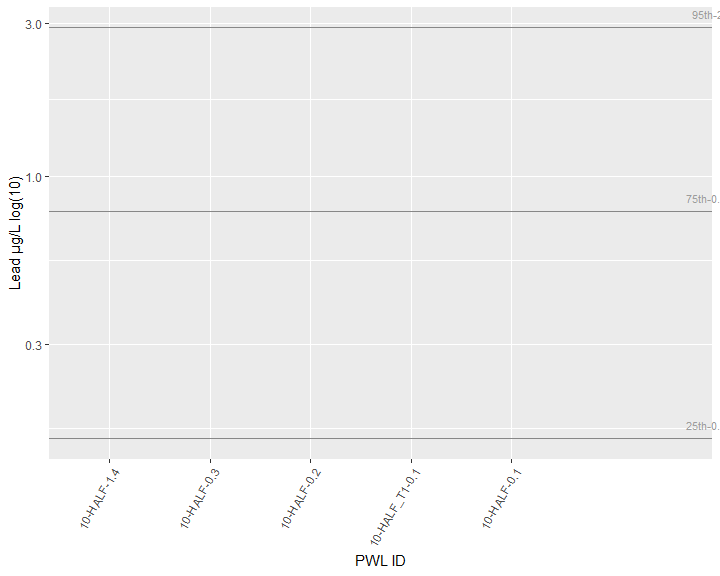 3.0
95th-2
1.0
75th-0.
0.3
25th-0.
Lead µg/L log(10)
10-HALF-1.4
10-HALF-0.3
10-HALF-0.2
10-HALF_T1-0.1
10-HALF-0.1
PWL ID